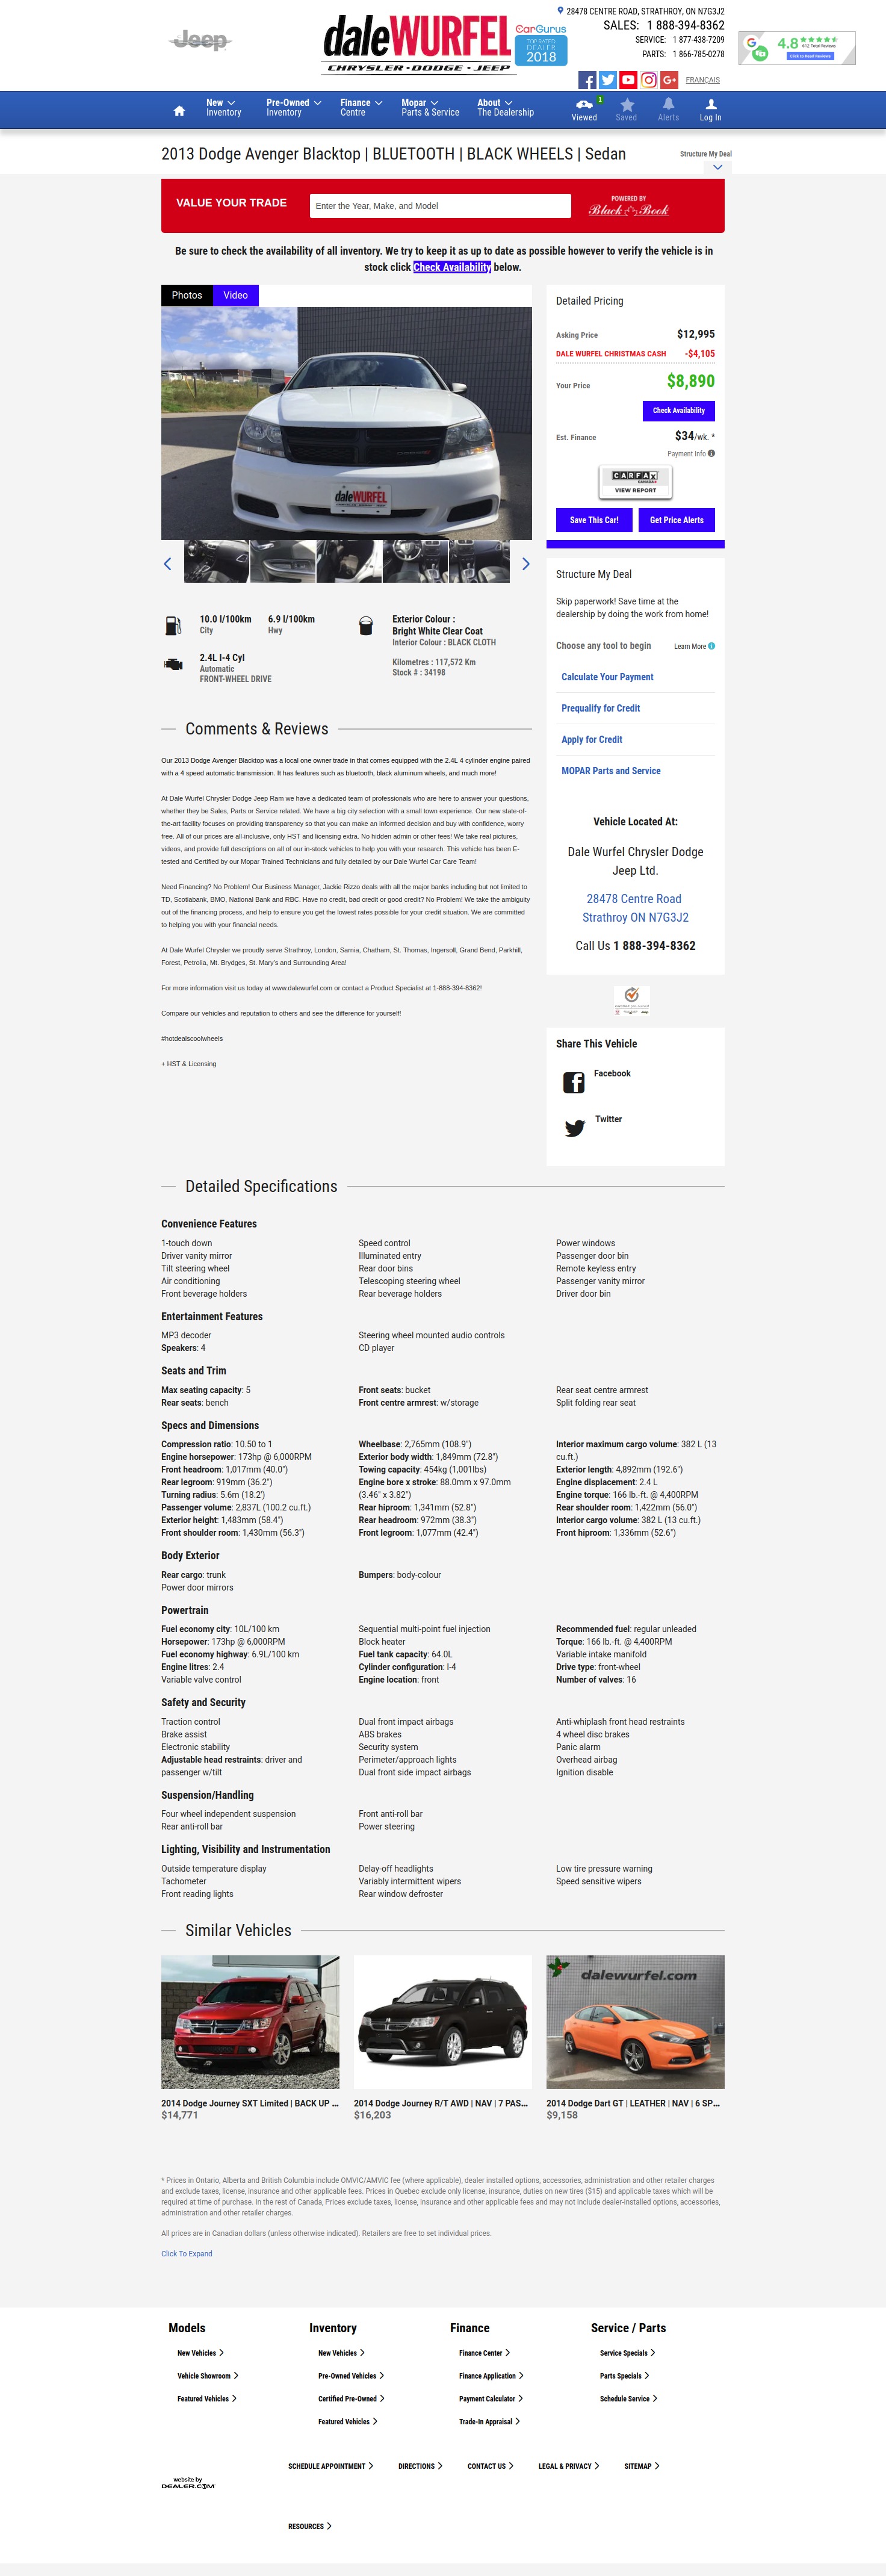 Jeep
daleWURFEL
CHRYSLER • DODGE • JEEP
CarGurus
TOP RATED
DEALER
2018
28478 CENTRE ROAD, STRATHROY, ON N7G3J2
SALES: 1 888-394-8362
SERVICE: 1 877-438-7209
PARTS: 1 866-785-0278
4.8
612 Total Reviews
Click to Read Reviews
FRANÇAIS
New
Inventory
Pre-Owned
Inventory
Finance
Centre
Mopar
Parts & Service
About
The Dealership
1
Viewed
Saved
Alerts
Log In
2013 Dodge Avenger Blacktop | BLUETOOTH | BLACK WHEELS | Sedan
Structure My Deal
VALUE YOUR TRADE
Enter the Year, Make, and Model
POWERED BY
Black Book
Be sure to check the availability of all inventory. We try to keep it as up to date as possible however to verify the vehicle is in
stock click Check Availability below.
Photos
Video
daleWURFEL
Detailed Pricing
Asking Price $12,995
DALE WURFEL CHRISTMAS CASH -$4,105
Your Price $8,890
Check Availability
Est. Finance $34/wk. *
Payment Info
CARFAX
CANADA
VIEW REPORT
Save This Car!
Get Price Alerts
10.0 l/100km
City
6.9 l/100km
Hwy
2.4L I-4 Cyl
Automatic
FRONT-WHEEL DRIVE
Exterior Colour :
Bright White Clear Coat
Interior Colour : BLACK CLOTH
Kilometres : 117,572 Km
Stock # : 34198
Structure My Deal
Skip paperwork! Save time at the
dealership by doing the work from home!
Choose any tool to begin
Learn More
Calculate Your Payment
Prequalify for Credit
Apply for Credit
MOPAR Parts and Service
Vehicle Located At:
Dale Wurfel Chrysler Dodge
Jeep Ltd.
28478 Centre Road
Strathroy ON N7G3J2
Call Us 1 888-394-8362
Share This Vehicle
Facebook
Twitter
Comments & Reviews
Our 2013 Dodge Avenger Blacktop was a local one owner trade in that comes equipped with the 2.4L 4 cylinder engine paired
with a 4 speed automatic transmission. It has features such as bluetooth, black aluminum wheels, and much more!
At Dale Wurfel Chrysler Dodge Jeep Ram we have a dedicated team of professionals who are here to answer your questions,
whether they be Sales, Parts or Service related. We have a big city selection with a small town experience. Our new state-of-
the-art facility focuses on providing transparency so that you can make an informed decision and buy with confidence, worry
free. All of our prices are all-inclusive, only HST and licensing extra. No hidden admin or other fees! We take real pictures,
videos, and provide full descriptions on all of our in-stock vehicles to help you with your research. This vehicle has been E-
tested and Certified by our Mopar Trained Technicians and fully detailed by our Dale Wurfel Car Care Team!
Need Financing? No Problem! Our Business Manager, Jackie Rizzo deals with all the major banks including but not limited to
TD, Scotiabank, BMO, National Bank and RBC. Have no credit, bad credit or good credit? No Problem! We take the ambiguity
out of the financing process, and help to ensure you get the lowest rates possible for your credit situation. We are committed
to helping you with your financial needs.
At Dale Wurfel Chrysler we proudly serve Strathroy, London, Sarnia, Chatham, St. Thomas, Ingersoll, Grand Bend, Parkhill,
Forest, Petrolia, Mt. Brydges, St. Mary's and Surrounding Area!
For more information visit us today at www.dalewurfel.com or contact a Product Specialist at 1-888-394-8362!
Compare our vehicles and reputation to others and see the difference for yourself!
#hotdealscoolwheels
+ HST & Licensing
Detailed Specifications
Convenience Features
1-touch down
Driver vanity mirror
Tilt steering wheel
Air conditioning
Front beverage holders
Speed control
Illuminated entry
Rear door bins
Telescoping steering wheel
Rear beverage holders
Power windows
Passenger door bin
Remote keyless entry
Passenger vanity mirror
Driver door bin
Entertainment Features
MP3 decoder
Speakers: 4
Steering wheel mounted audio controls
CD player
Seats and Trim
Max seating capacity: 5
Rear seats: bench
Front seats: bucket
Front centre armrest: w/storage
Rear seat centre armrest
Split folding rear seat
Specs and Dimensions
Compression ratio: 10.50 to 1
Engine horsepower: 173hp @ 6,000RPM
Front headroom: 1,017mm (40.0")
Rear legroom: 919mm (36.2")
Turning radius: 5.6m (18.2')
Passenger volume: 2,837L (100.2 cu.ft.)
Exterior height: 1,483mm (58.4")
Front shoulder room: 1,430mm (56.3")
Wheelbase: 2,765mm (108.9")
Exterior body width: 1,849mm (72.8")
Towing capacity: 454kg (1,001lbs)
Engine bore x stroke: 88.0mm x 97.0mm
(3.46" x 3.82")
Rear hiproom: 1,341mm (52.8")
Rear headroom: 972mm (38.3")
Front legroom: 1,077mm (42.4")
Interior maximum cargo volume: 382 L (13
cu.ft.)
Exterior length: 4,892mm (192.6")
Engine displacement: 2.4 L
Engine torque: 166 lb.-ft. @ 4,400RPM
Rear shoulder room: 1,422mm (56.0")
Interior cargo volume: 382 L (13 cu.ft.)
Front hiproom: 1,336mm (52.6")
Body Exterior
Rear cargo: trunk
Power door mirrors
Bumpers: body-colour
Powertrain
Fuel economy city: 10L/100 km
Horsepower: 173hp @ 6,000RPM
Fuel economy highway: 6.9L/100 km
Engine litres: 2.4
Variable valve control
Sequential multi-point fuel injection
Block heater
Fuel tank capacity: 64.0L
Cylinder configuration: I-4
Engine location: front
Recommended fuel: regular unleaded
Torque: 166 lb.-ft. @ 4,400RPM
Variable intake manifold
Drive type: front-wheel
Number of valves: 16
Safety and Security
Traction control
Brake assist
Electronic stability
Adjustable head restraints: driver and
passenger w/tilt
Dual front impact airbags
ABS brakes
Security system
Perimeter/approach lights
Dual front side impact airbags
Anti-whiplash front head restraints
4 wheel disc brakes
Panic alarm
Overhead airbag
Ignition disable
Suspension/Handling
Four wheel independent suspension
Rear anti-roll bar
Front anti-roll bar
Power steering
Lighting, Visibility and Instrumentation
Outside temperature display
Tachometer
Front reading lights
Delay-off headlights
Variably intermittent wipers
Rear window defroster
Low tire pressure warning
Speed sensitive wipers
Similar Vehicles
dalewurfel.com
2014 Dodge Journey SXT Limited | BACK UP ...
$14,771
2014 Dodge Journey R/T AWD | NAV | 7 PAS...
$16,203
2014 Dodge Dart GT | LEATHER | NAV | 6 SP...
$9,158
* Prices in Ontario, Alberta and British Columbia include OMVIC/AMVIC fee (where applicable), dealer installed options, accessories, administration and other retailer charges
and exclude taxes, license, insurance and other applicable fees. Prices in Quebec exclude only license, insurance, duties on new tires ($15) and applicable taxes which will be
required at time of purchase. In the rest of Canada, Prices exclude taxes, license, insurance and other applicable fees and may not include dealer-installed options, accessories,
administration and other retailer charges.
All prices are in Canadian dollars (unless otherwise indicated). Retailers are free to set individual prices.
Click To Expand
Models
New Vehicles
Vehicle Showroom
Featured Vehicles
Inventory
New Vehicles
Pre-Owned Vehicles
Certified Pre-Owned
Featured Vehicles
Finance
Finance Center
Finance Application
Payment Calculator
Trade-In Appraisal
Service / Parts
Service Specials
Parts Specials
Schedule Service
website by
DEALER.COM
SCHEDULE APPOINTMENT
DIRECTIONS
CONTACT US
LEGAL & PRIVACY
SITEMAP
RESOURCES